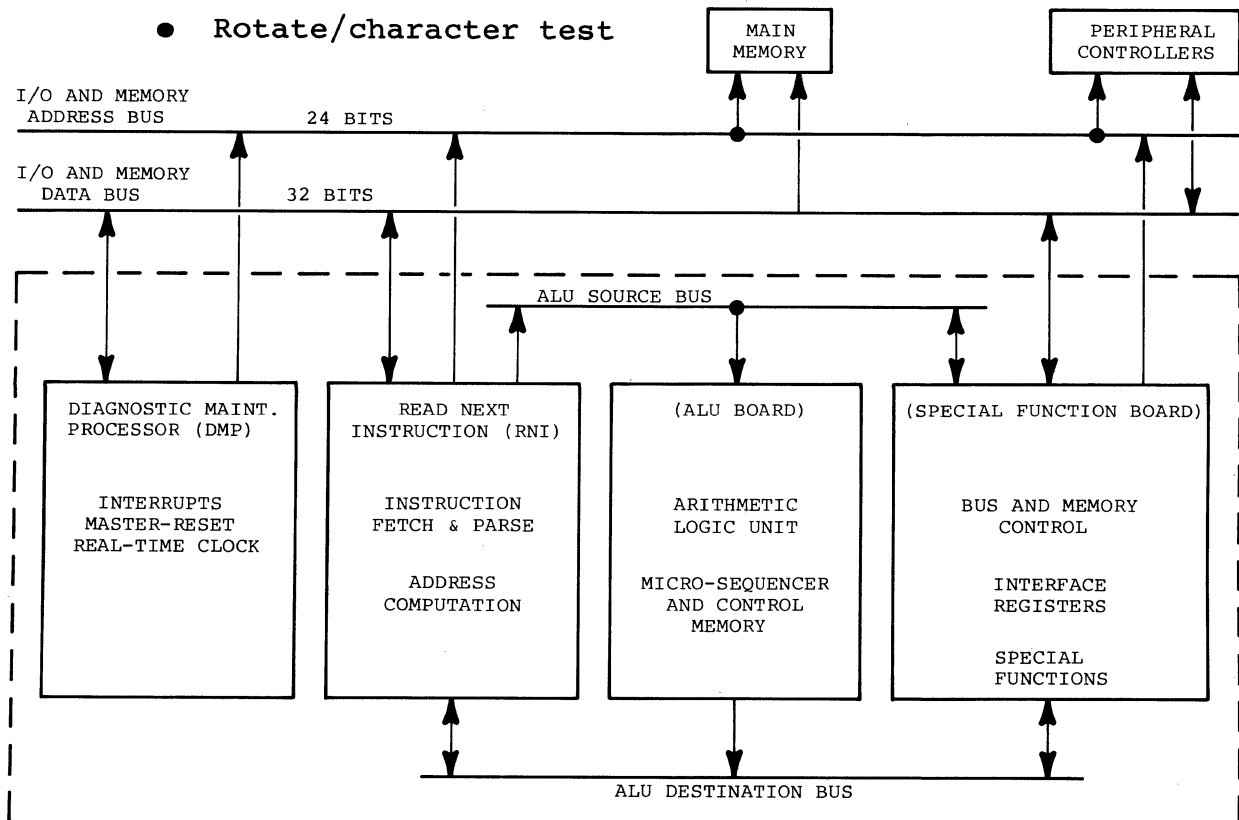 ● Rotate/character test
MAIN
MEMORY
PERIPHERAL
CONTROLLERS
I/O AND MEMORY
ADDRESS BUS
24 BITS
I/O AND MEMORY
DATA BUS
32 BITS
ALU SOURCE BUS
DIAGNOSTIC MAINT.
PROCESSOR (DMP)
INTERRUPTS
MASTER-RESET
REAL-TIME CLOCK
READ NEXT
INSTRUCTION (RNI)
INSTRUCTION
FETCH & PARSE
ADDRESS
COMPUTATION
(ALU BOARD)
ARITHMETIC
LOGIC UNIT
MICRO-SEQUENCER
AND CONTROL
MEMORY
(SPECIAL FUNCTION BOARD)
BUS AND MEMORY
CONTROL
INTERFACE
REGISTERS
SPECIAL
FUNCTIONS
ALU DESTINATION BUS